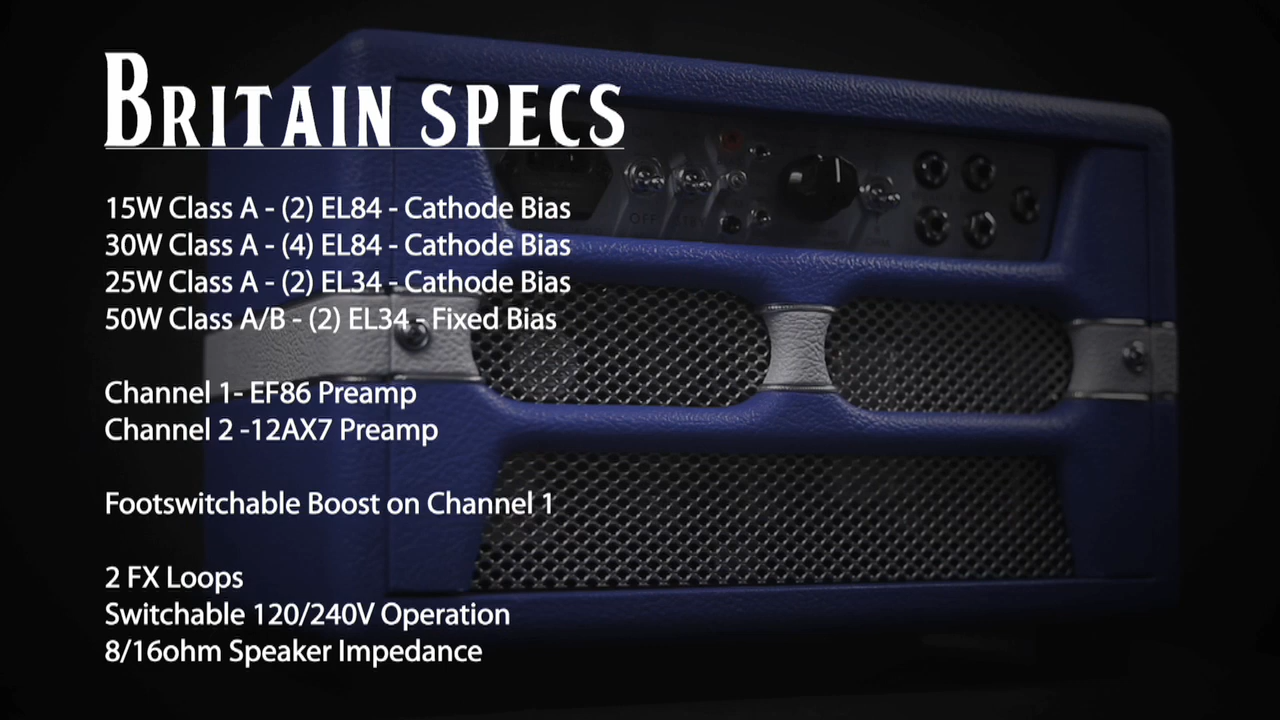 Britain specs
15W Class A - (2) EL84 - Cathode Bias
30W Class A - (4) EL84 - Cathode Bias
25W Class A - (2) EL34 - Cathode Bias
50W Class A/B - (2) EL34 - Fixed Bias
Channel 1- EF86 Preamp
Channel 2 -12AX7 Preamp
Footswitchable Boost on Channel 1
2 FX Loops
Switchable 120/240V Operation
8/16ohm Speaker Impedance
OFF